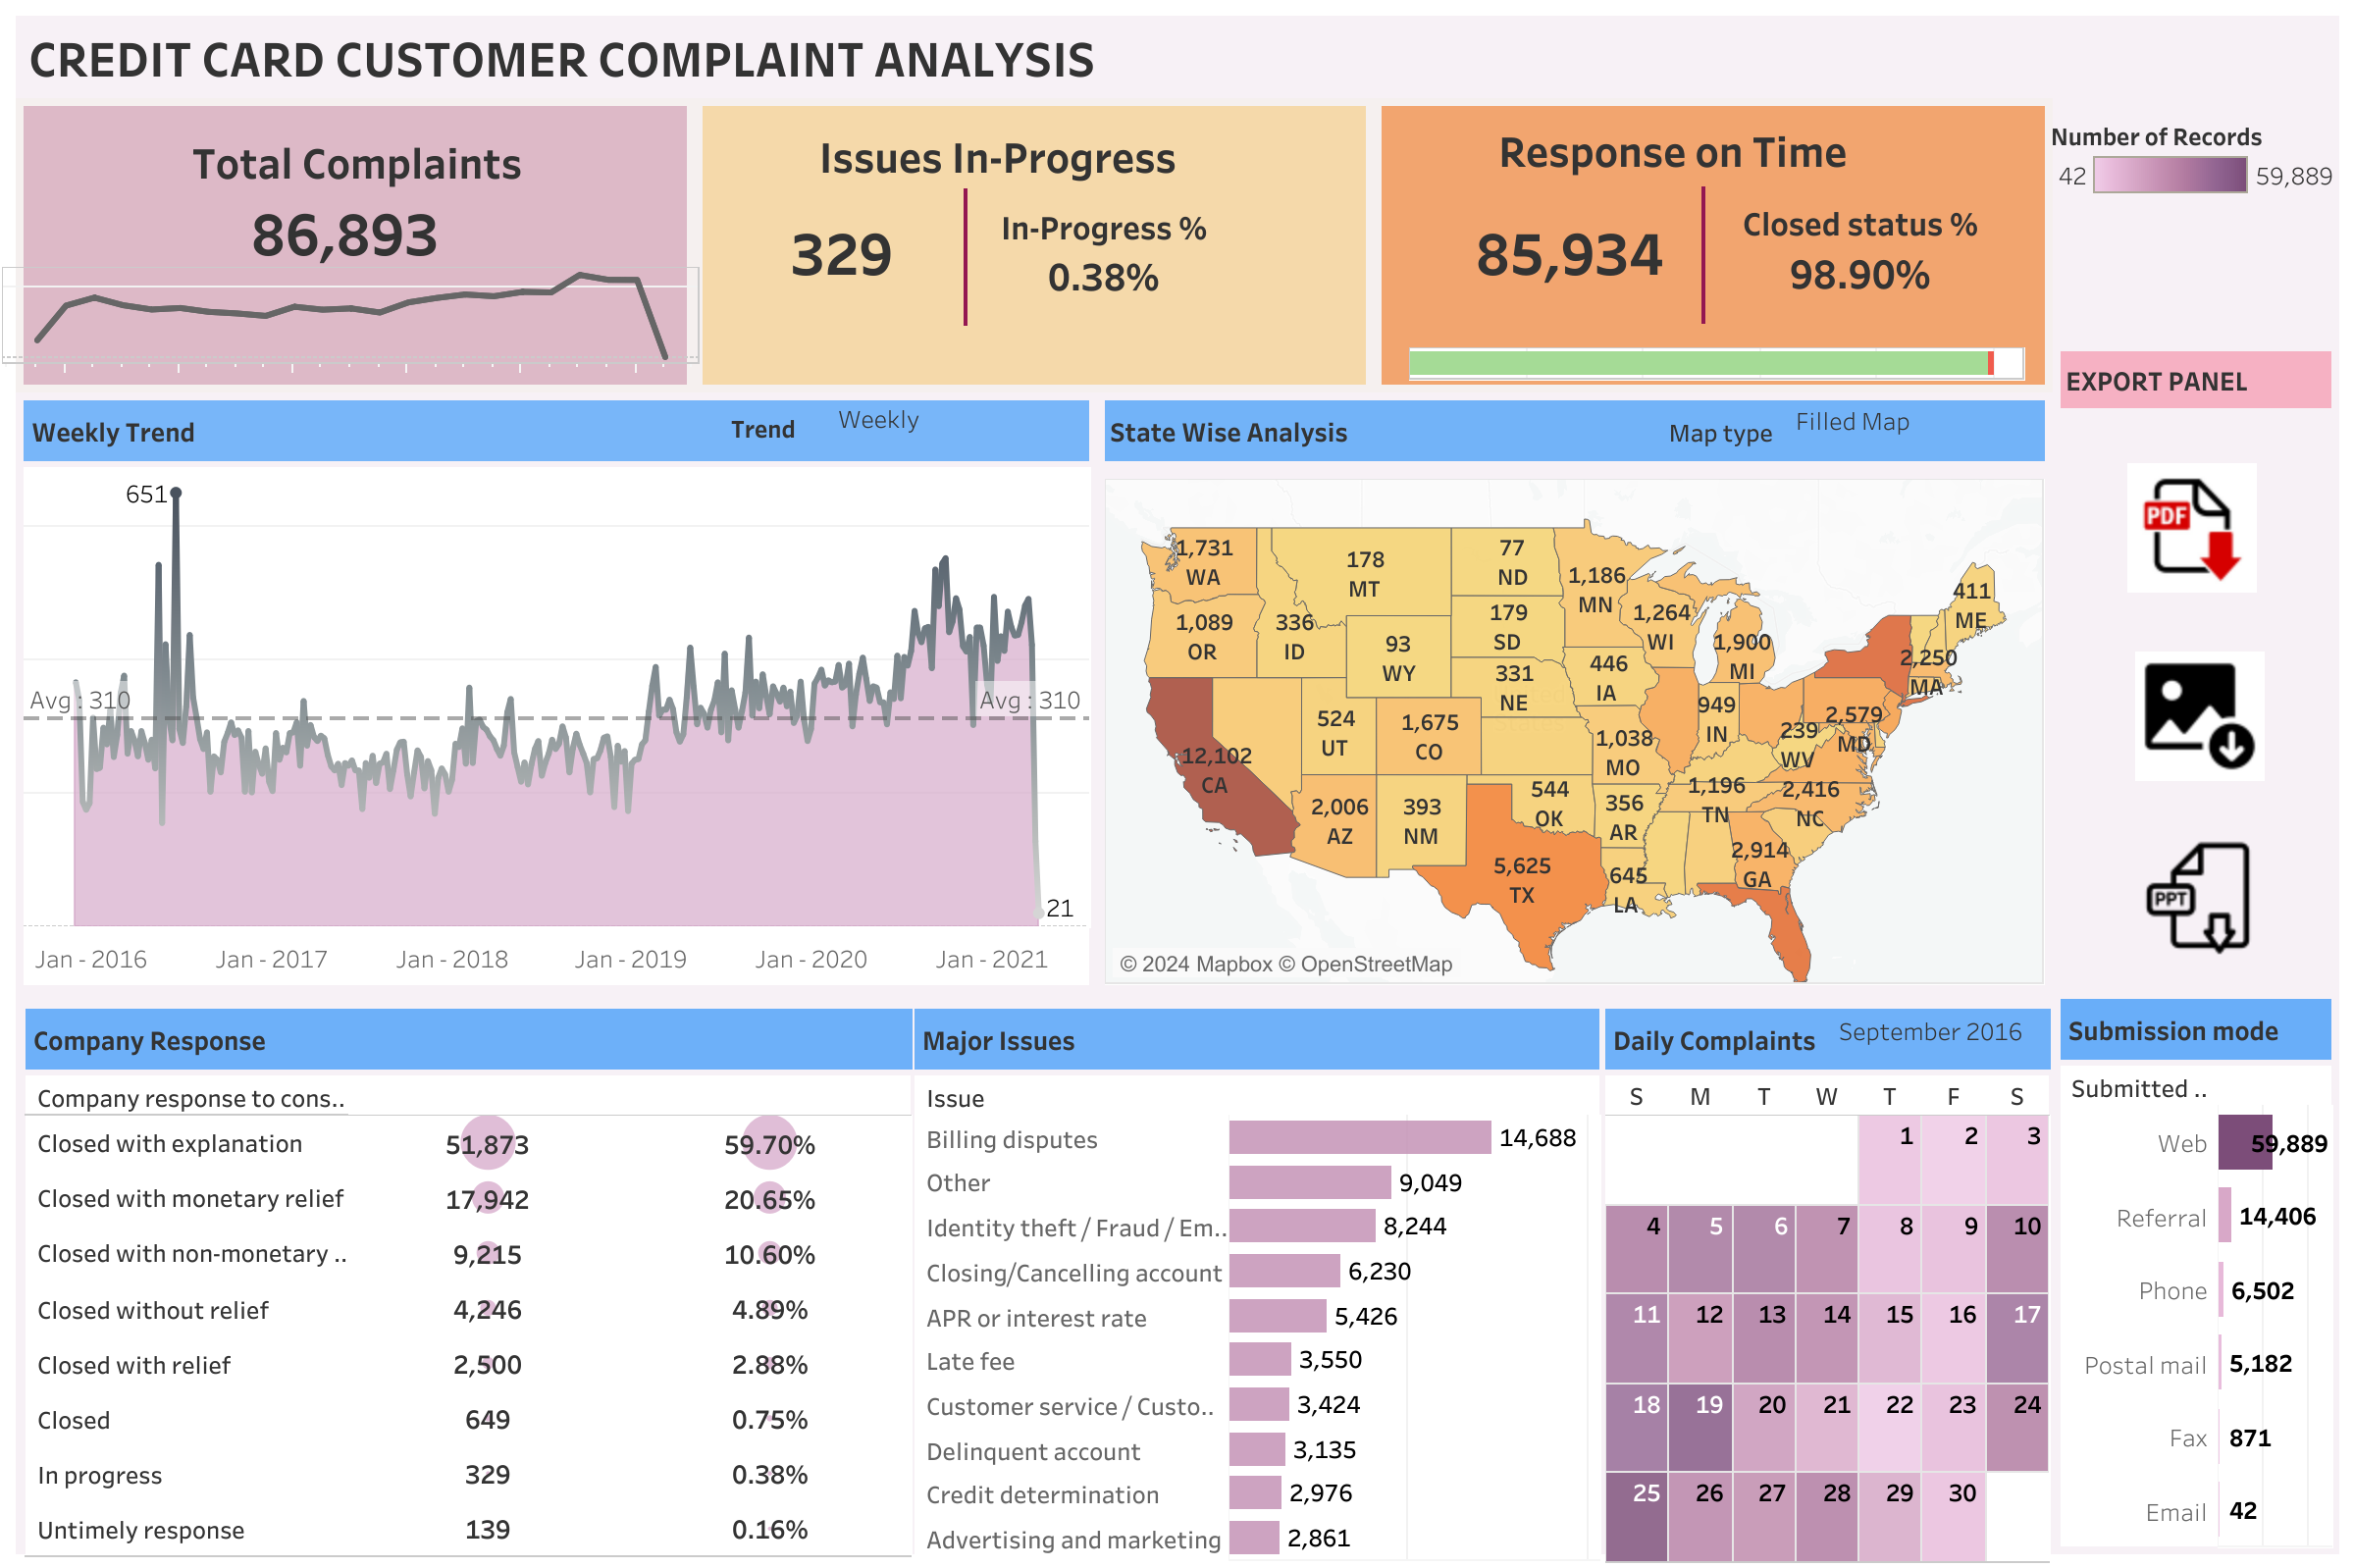 CREDIT CARD CUSTOMER COMPLAINT ANALYSIS
Total Complaints
86,893
Issues In-Progress
329
In-Progress %
0.38%
Response on Time
85,934
Closed status %
98.90%
Number of Records
42 59,889
EXPORT PANEL
PDF
PPT
Weekly Trend Trend Weekly
651
Avg : 310 Avg : 310
21
Jan - 2016 Jan - 2017 Jan - 2018 Jan - 2019 Jan - 2020 Jan - 2021
State Wise Analysis Map type Filled Map
1,731
WA
178
MT
77
ND
1,186
MN
411
ME
1,089
OR
336
ID
93
WY
179
SD
1,264
WI
1,900
MI
2,250
MA
331
NE
446
IA
949
IN
2,579
MD
239
WV
12,102
CA
524
UT
1,675
CO
1,038
MO
1,196
TN
2,416
NC
2,006
AZ
393
NM
544
OK
356
AR
2,914
GA
5,625
TX
645
LA
© 2024 Mapbox © OpenStreetMap
Company Response
Company response to cons..
Closed with explanation 51,873 59.70%
Closed with monetary relief 17,942 20.65%
Closed with non-monetary .. 9,215 10.60%
Closed without relief 4,246 4.89%
Closed with relief 2,500 2.88%
Closed 649 0.75%
In progress 329 0.38%
Untimely response 139 0.16%
Major Issues
Issue
Billing disputes 14,688
Other 9,049
Identity theft / Fraud / Em.. 8,244
Closing/Cancelling account 6,230
APR or interest rate 5,426
Late fee 3,550
Customer service / Custo.. 3,424
Delinquent account 3,135
Credit determination 2,976
Advertising and marketing 2,861
Daily Complaints September 2016
S M T W T F S
1 2 3
4 5 6 7 8 9 10
11 12 13 14 15 16 17
18 19 20 21 22 23 24
25 26 27 28 29 30
Submission mode
Submitted ..
Web 59,889
Referral 14,406
Phone 6,502
Postal mail 5,182
Fax 871
Email 42